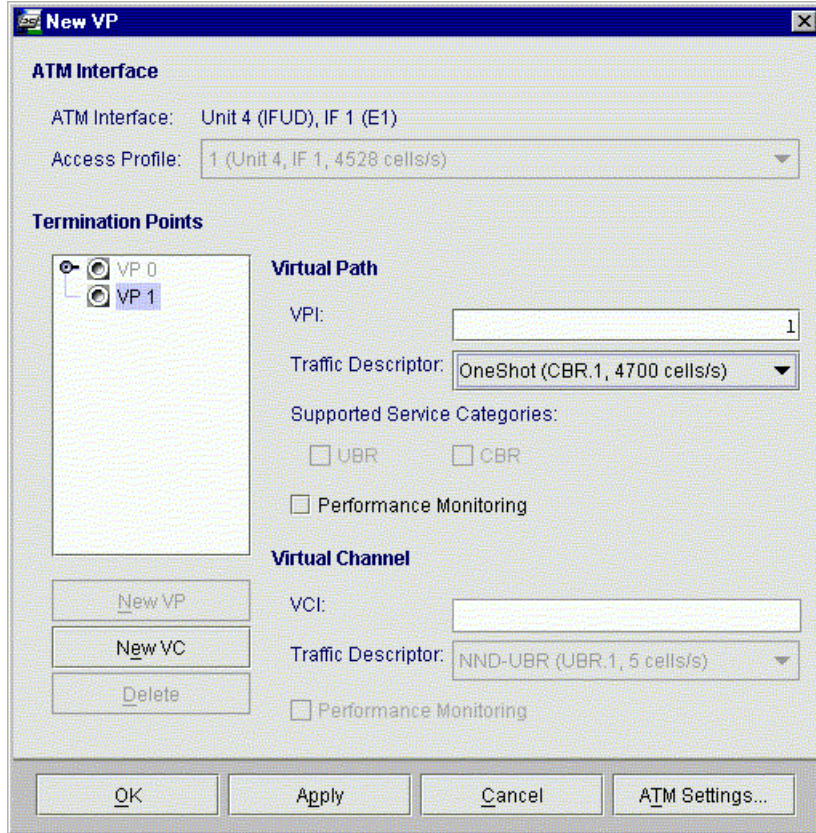 New VP
ATM Interface
ATM Interface: Unit 4 (IFUD), IF 1 (E1)
Access Profile: 1 (Unit 4, IF 1, 4528 cells/s)
Termination Points
VP 0
VP 1
Virtual Path
VPI: 1
Traffic Descriptor: OneShot (CBR.1, 4700 cells/s)
Supported Service Categories:
UBR CBR
Performance Monitoring
Virtual Channel
New VP
VCI:
New VC
Traffic Descriptor: NND-UBR (UBR.1, 5 cells/s)
Delete
Performance Monitoring
OK Apply Cancel ATM Settings...